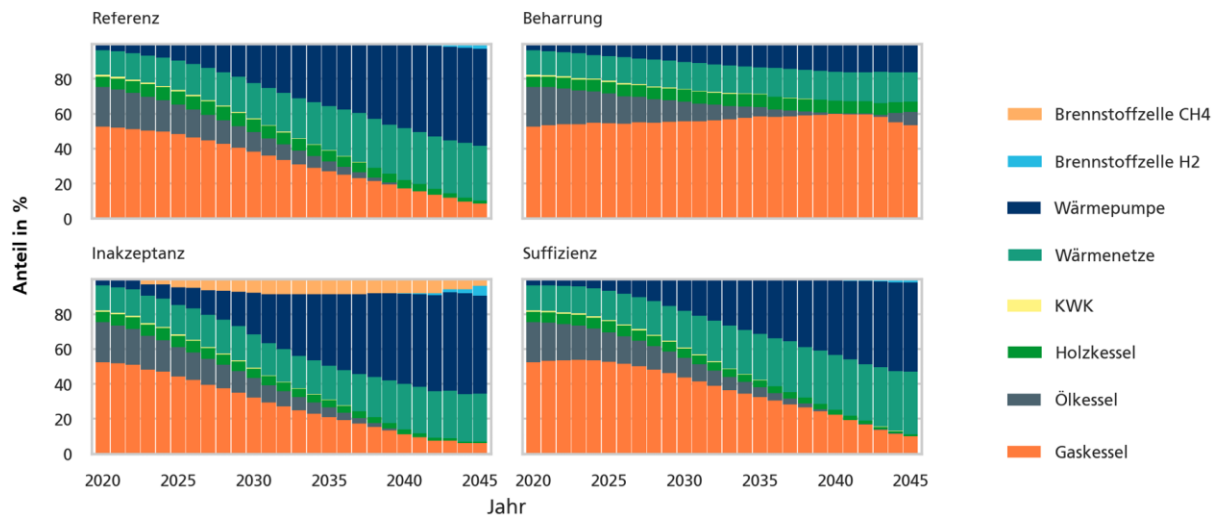 Referenz
Beharrung
80
60
40
20
0
Inakzeptanz
Suffizienz
80
60
40
20
0
2020 2025 2030 2035 2040 2045
2020 2025 2030 2035 2040 2045
Anteil in %
Jahr
Brennstoffzelle CH4
Brennstoffzelle H2
Wärmepumpe
Wärmenetze
KWK
Holzkessel
Ölkessel
Gaskessel